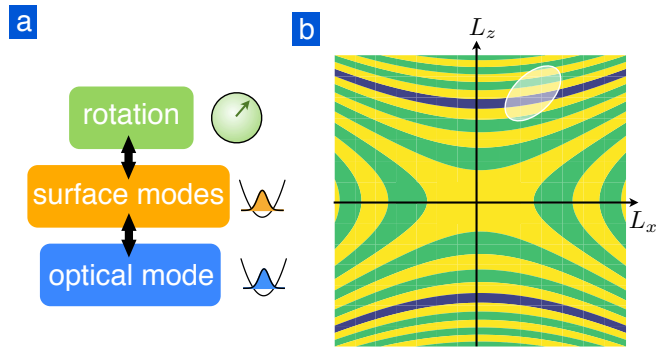 a
rotation
surface modes
optical mode
b
L_z
L_x